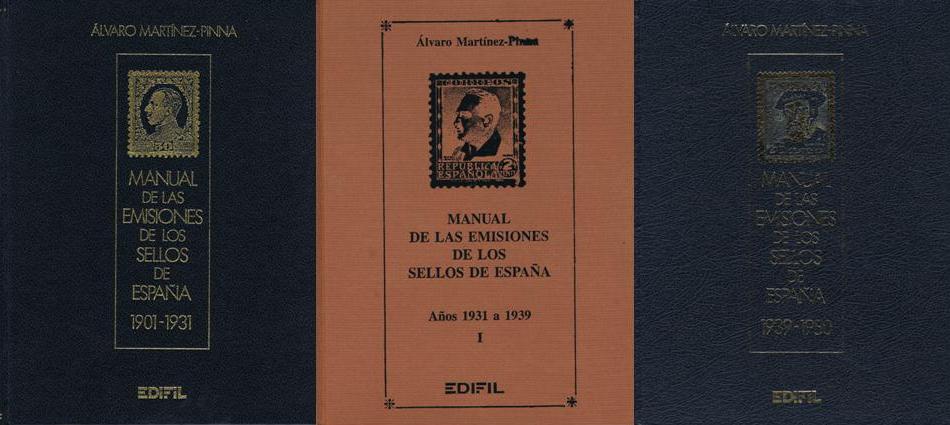 ÁLVARO MARTÍNEZ-PINNA
50
MANUAL
DE LAS
EMISIONES
DE LOS
SELLOS
DE
ESPAÑA
1901-1931
EDIFIL
Álvaro Martínez-Pinna
CORREOS
REPUBLICA
ESPAÑOLA
2
MANUAL
DE LAS EMISIONES
DE LOS
SELLOS DE ESPAÑA
Años 1931 a 1939
I
EDIFIL
ÁLVARO MARTÍNEZ-PINNA
MANUAL
DE LAS
EMISIONES
DE LOS
SELLOS
DE
ESPAÑA
EDIFIL